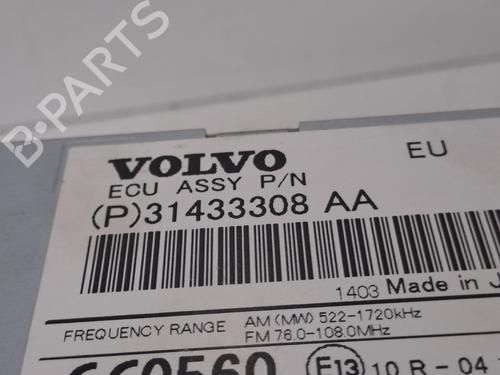 B-PARTS
VOLVO
EU
ECU ASSY P/N
(P)31433308 AA
1403 Made in
FREQUENCY RANGE
AM (MW) 522-1720kHz
FM 76.0-108.0MHz
E13 10 R - 04